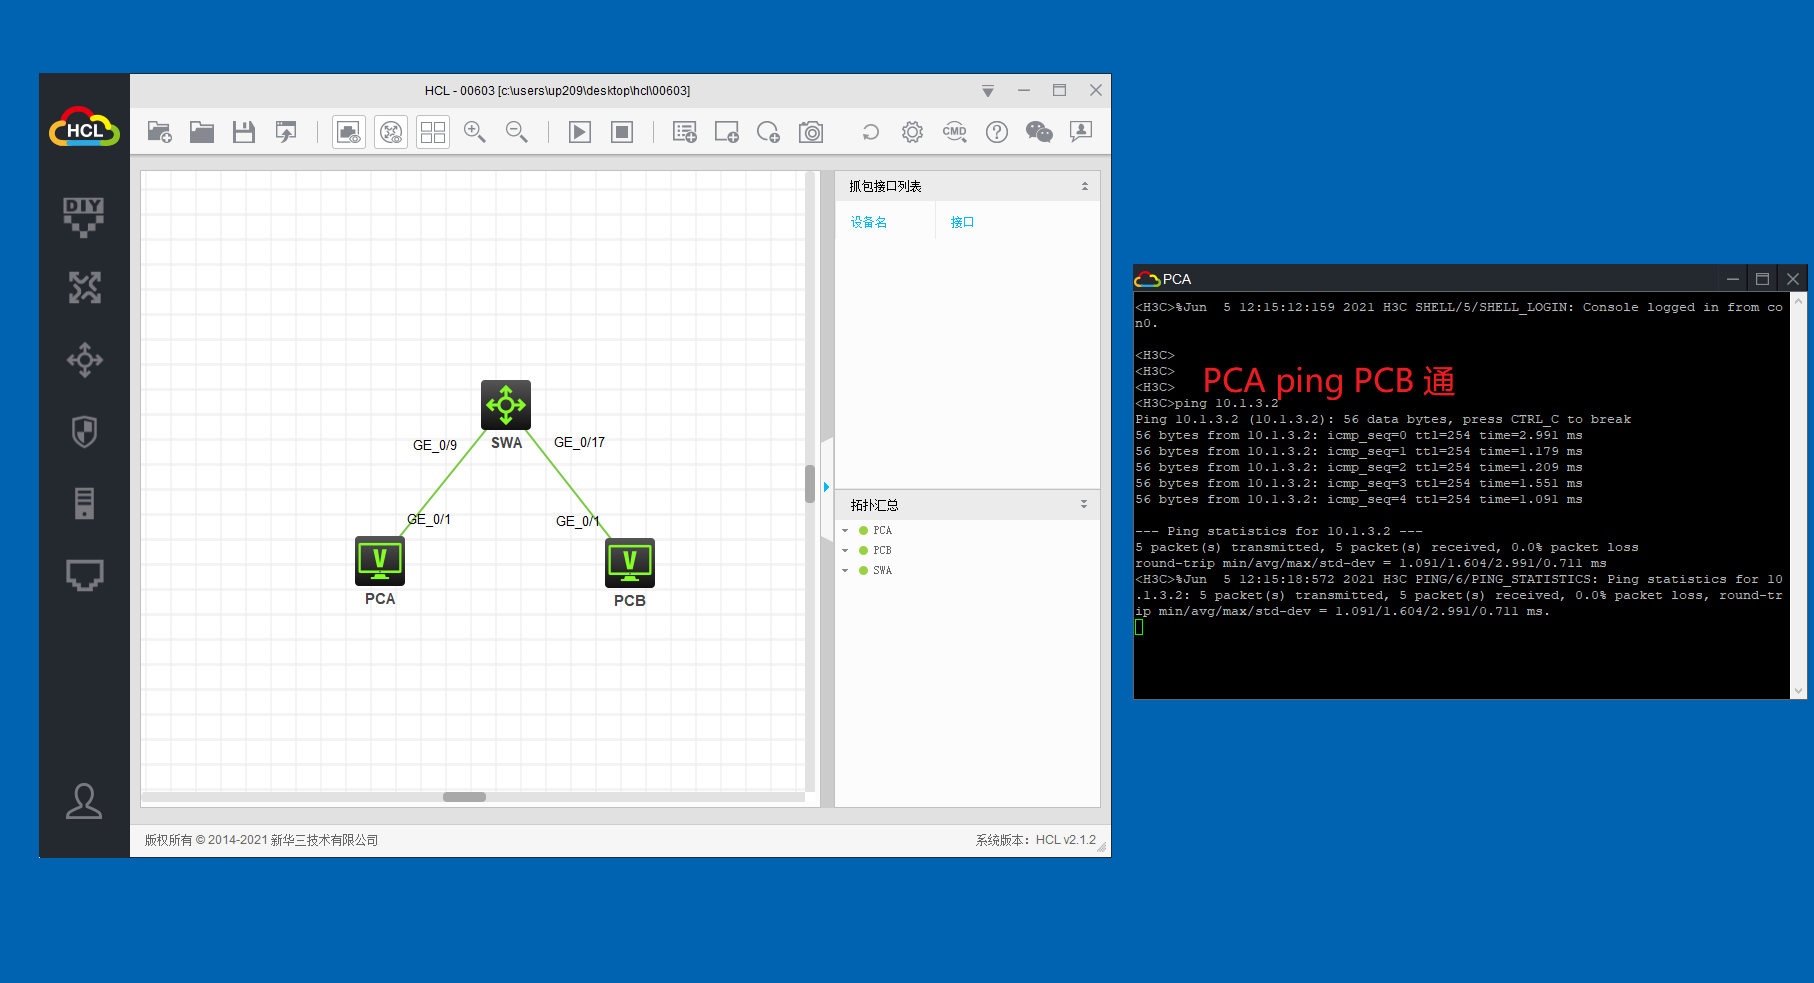 HCL - 00603 [c:\users\up209\desktop\hcl\00603]
HCL
CMD
DIY
抓包接口列表
设备名 接口
SWA
GE_0/9
GE_0/17
GE_0/1
GE_0/1
V
V
PCA
PCB
拓扑汇总
PCA
PCB
SWA
版权所有 © 2014-2021 新华三技术有限公司
系统版本：HCL v2.1.2
PCA
<H3C>%Jun  5 12:15:12:159 2021 H3C SHELL/5/SHELL_LOGIN: Console logged in from co
n0.
<H3C>
<H3C>
<H3C>
PCA ping PCB 通
<H3C>ping 10.1.3.2
Ping 10.1.3.2 (10.1.3.2): 56 data bytes, press CTRL_C to break
56 bytes from 10.1.3.2: icmp_seq=0 ttl=254 time=2.991 ms
56 bytes from 10.1.3.2: icmp_seq=1 ttl=254 time=1.179 ms
56 bytes from 10.1.3.2: icmp_seq=2 ttl=254 time=1.209 ms
56 bytes from 10.1.3.2: icmp_seq=3 ttl=254 time=1.551 ms
56 bytes from 10.1.3.2: icmp_seq=4 ttl=254 time=1.091 ms
--- Ping statistics for 10.1.3.2 ---
5 packet(s) transmitted, 5 packet(s) received, 0.0% packet loss
round-trip min/avg/max/std-dev = 1.091/1.604/2.991/0.711 ms
<H3C>%Jun  5 12:15:18:572 2021 H3C PING/6/PING_STATISTICS: Ping statistics for 10
.1.3.2: 5 packet(s) transmitted, 5 packet(s) received, 0.0% packet loss, round-tr
ip min/avg/max/std-dev = 1.091/1.604/2.991/0.711 ms.